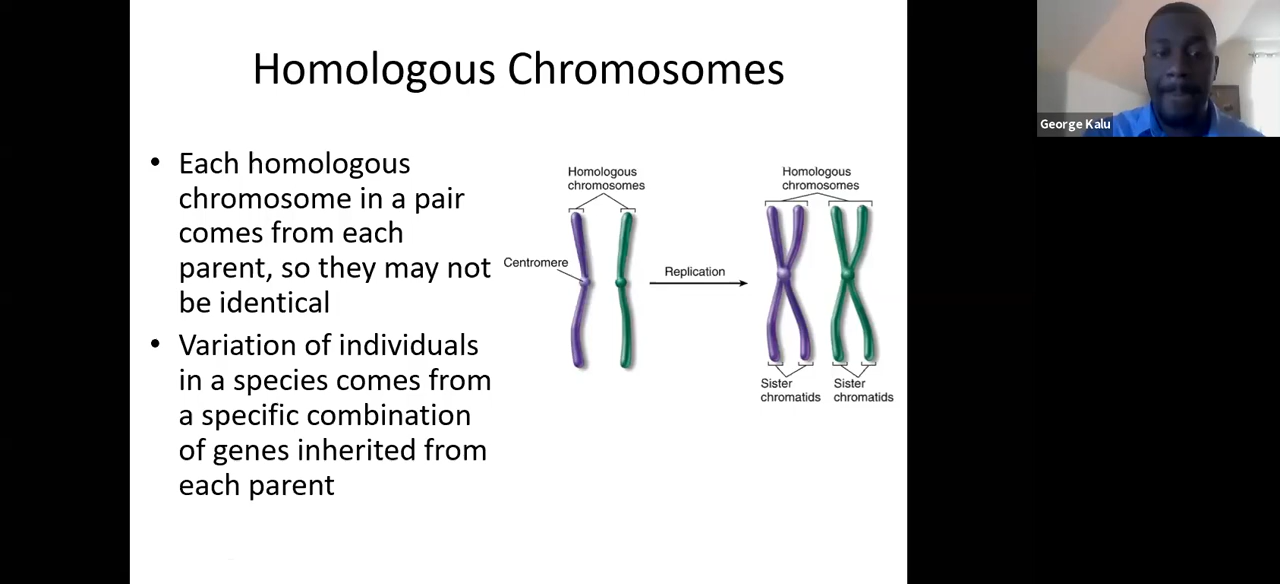 Homologous Chromosomes
• Each homologous
chromosome in a pair
comes from each
parent, so they may not
be identical
• Variation of individuals
in a species comes from
a specific combination
of genes inherited from
each parent
Homologous
chromosomes
Centromere
Replication
Homologous
chromosomes
Sister
chromatids
Sister
chromatids
George Kalu